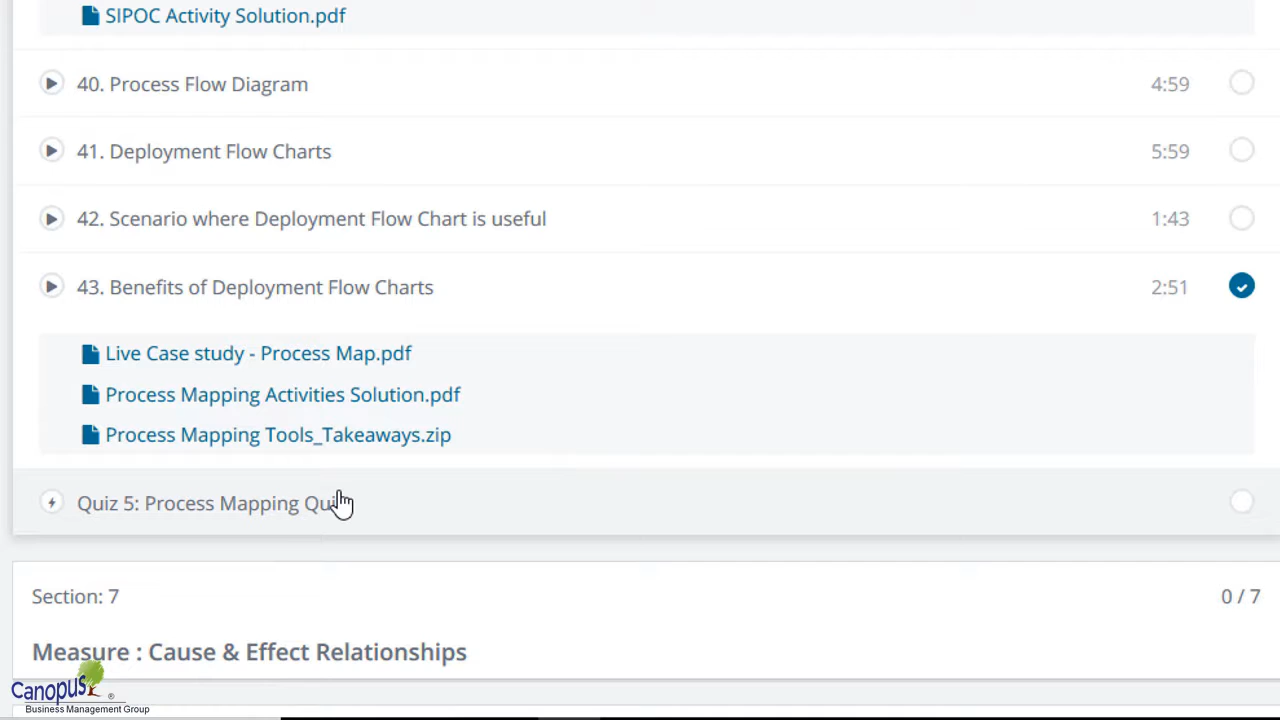 SIPOC Activity Solution.pdf
40. Process Flow Diagram 4:59
41. Deployment Flow Charts 5:59
42. Scenario where Deployment Flow Chart is useful 1:43
43. Benefits of Deployment Flow Charts 2:51
Live Case study - Process Map.pdf
Process Mapping Activities Solution.pdf
Process Mapping Tools_Takeaways.zip
Quiz 5: Process Mapping
Section: 7 0 / 7
Measure : Cause & Effect Relationships
Canopus ®
Business Management Group